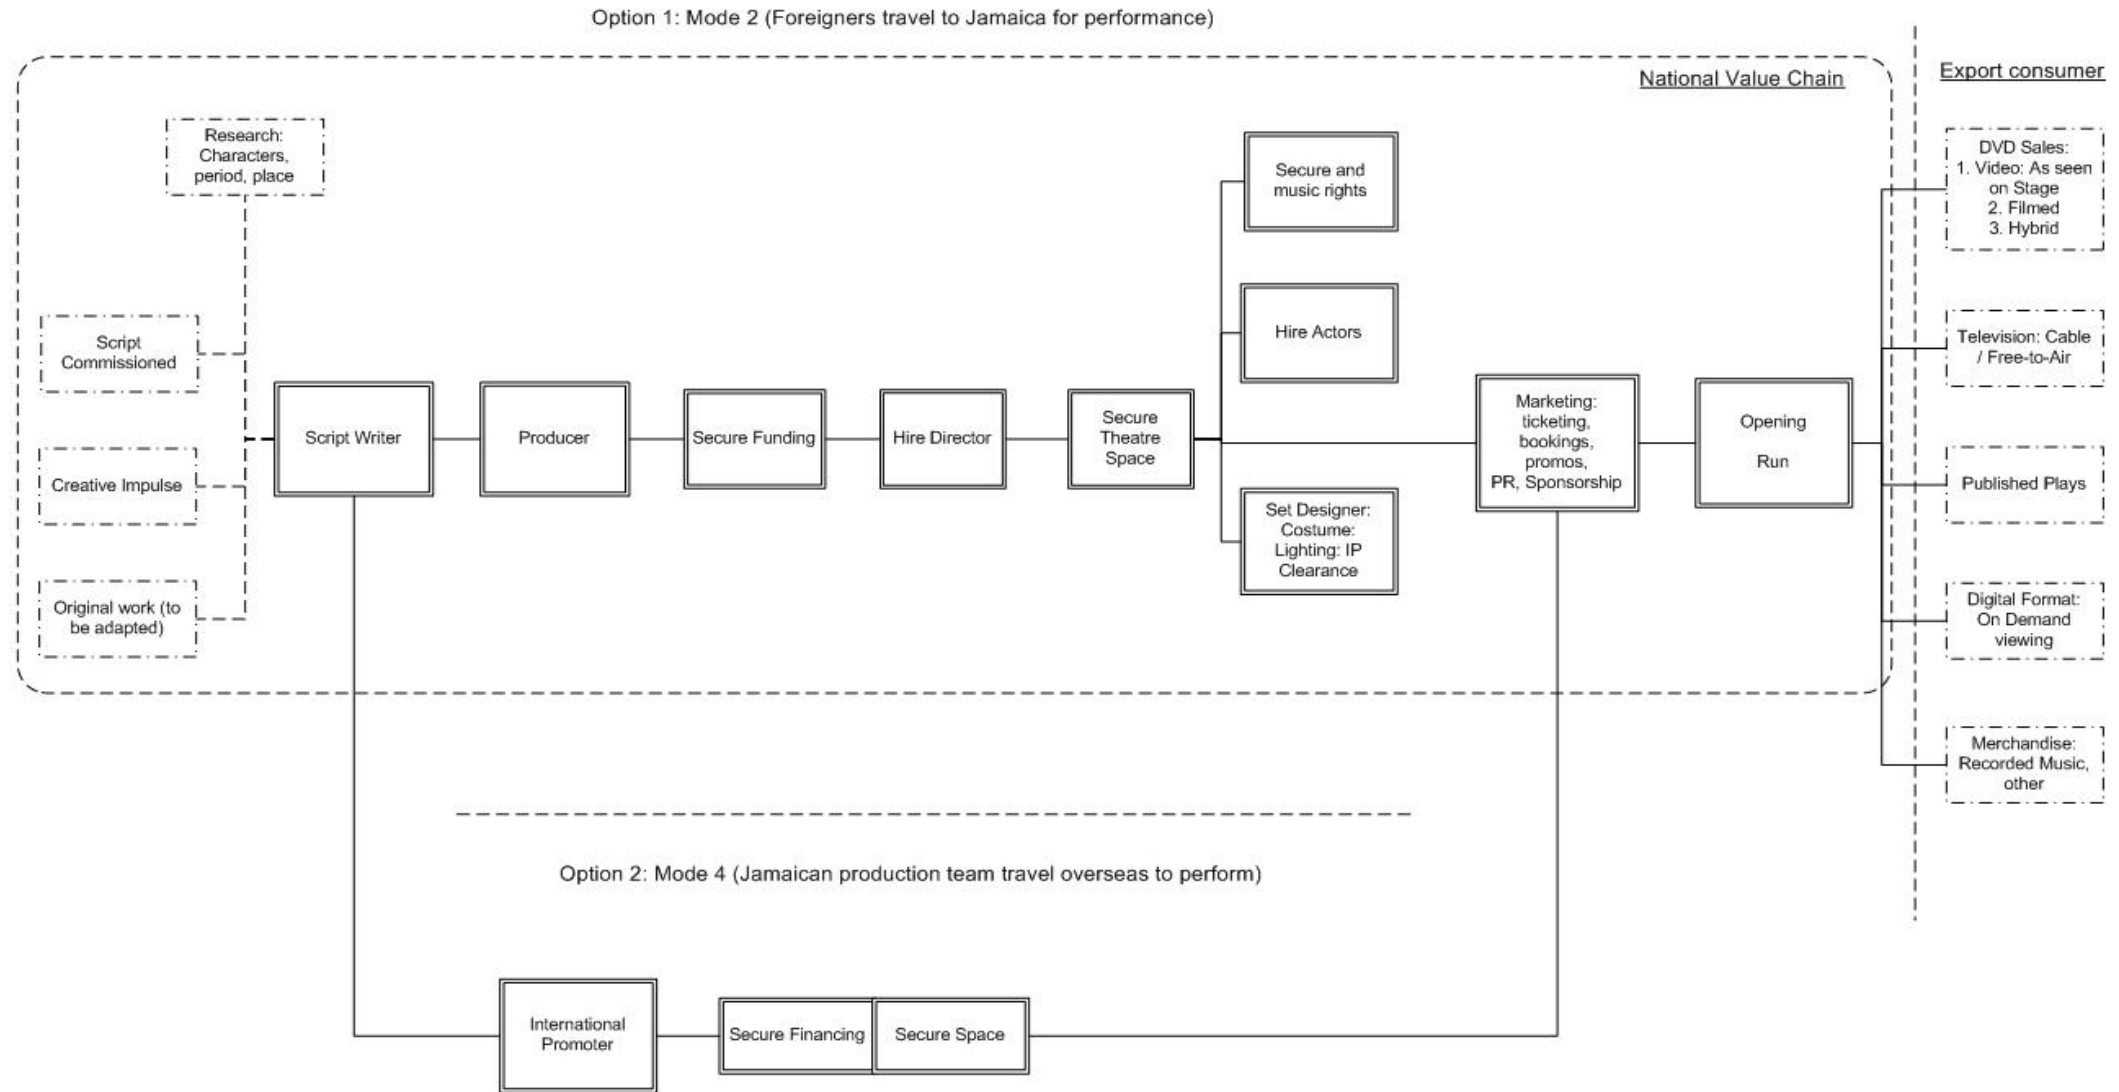 Option 1: Mode 2 (Foreigners travel to Jamaica for performance)
National Value Chain
Export consumer
Research:
Characters,
period, place
Script
Commissioned
Creative Impulse
Original work (to
be adapted)
Script Writer
Producer
Secure Funding
Hire Director
Secure
Theatre
Space
Secure and
music rights
Hire Actors
Set Designer:
Costume:
Lighting: IP
Clearance
Marketing:
ticketing,
bookings,
promos,
PR, Sponsorship
Opening
Run
DVD Sales:
1. Video: As seen
on Stage
2. Filmed
3. Hybrid
Television: Cable
/ Free-to-Air
Published Plays
Digital Format:
On Demand
viewing
Merchandise:
Recorded Music,
other
Option 2: Mode 4 (Jamaican production team travel overseas to perform)
International
Promoter
Secure Financing
Secure Space